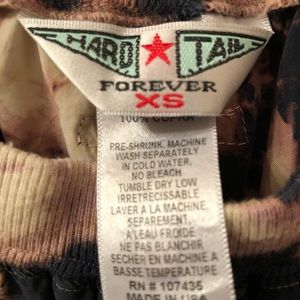 HARD TAIL
FOREVER
XS
100%
PRE-SHRUNK. MACHINE
WASH SEPARATELY
IN COLD WATER,
NO BLEACH
TUMBLE DRY LOW
IRRETRECISSABLE
LAVER A LA MACHINE,
SEPAREMENT,
A L'EAU FROIDE
NE PAS BLANCHIR
SECHER EN MACHINE A
BASSE TEMPERATURE
RN # 107435
MADE IN